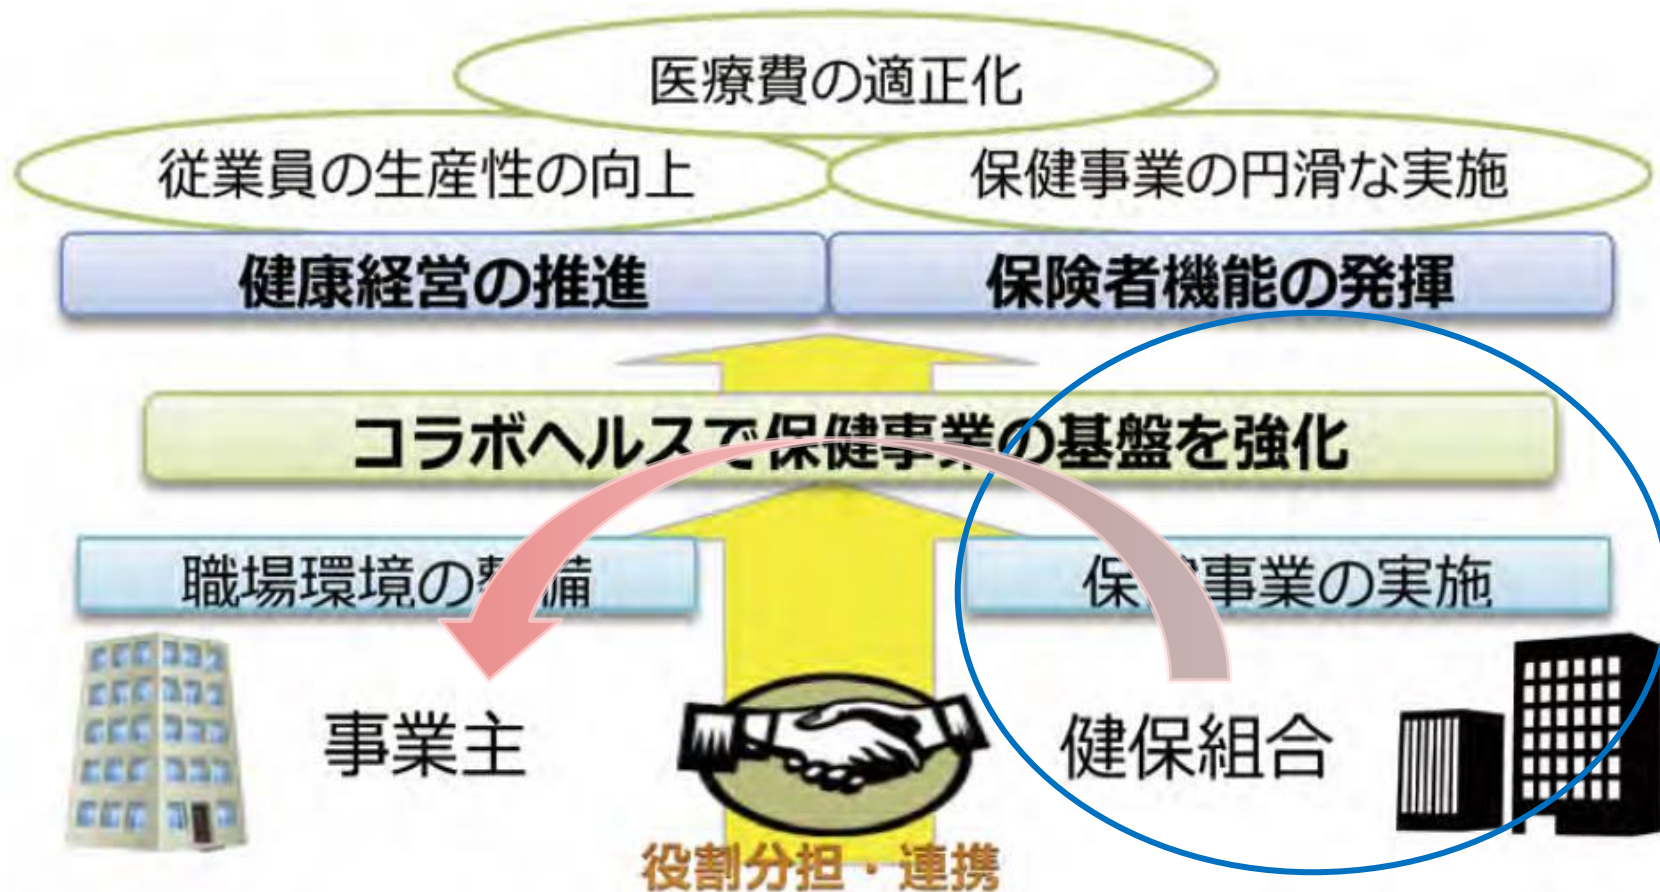 医療費の適正化
従業員の生産性の向上
保健事業の円滑な実施
健康経営の推進
保険者機能の発揮
コラボヘルスで保健事業の基盤を強化
職場環境の整備
保健事業の実施
事業主
健保組合
役割分担・連携